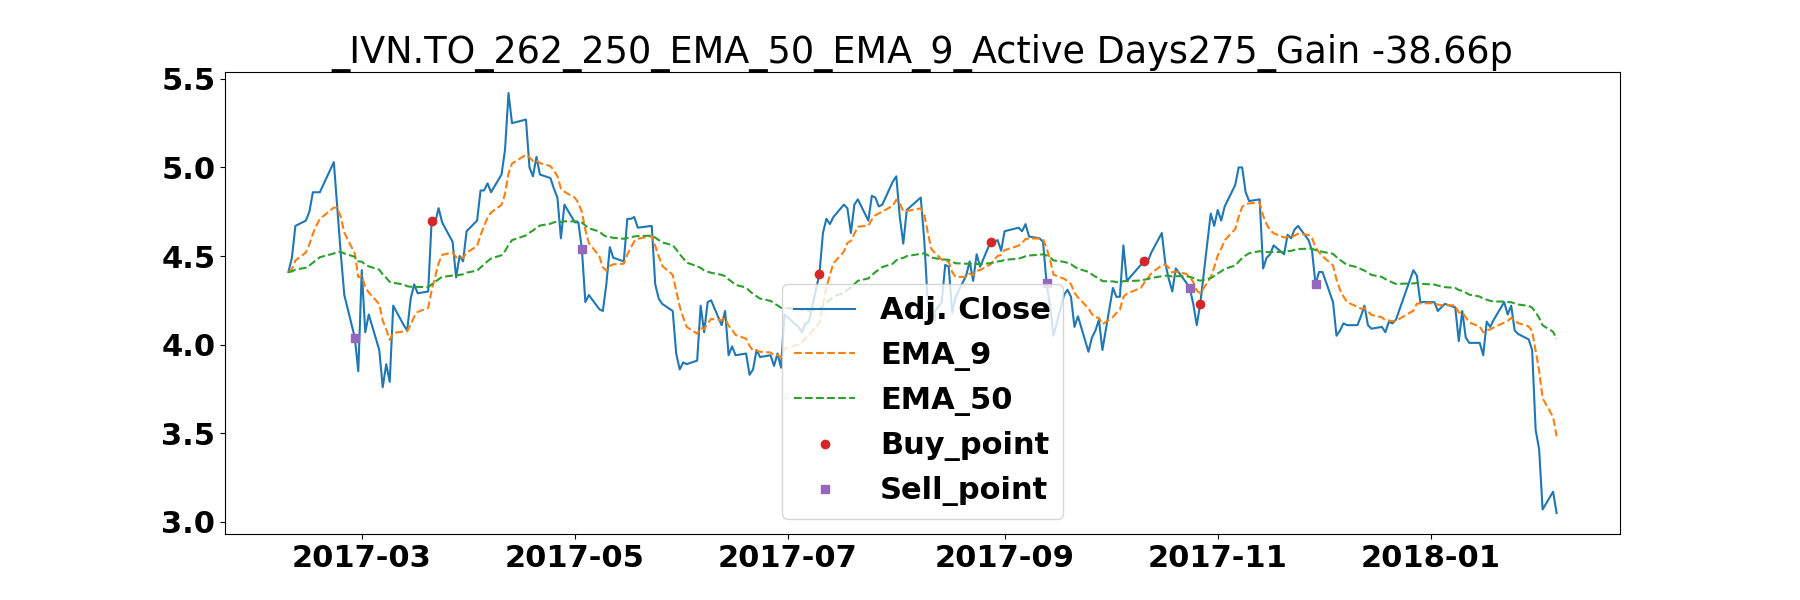 _IVN.TO_262_250_EMA_50_EMA_9_Active Days275_Gain -38.66p
5.5
5.0
4.5
4.0
3.5
3.0
Adj. Close
EMA_9
EMA_50
Buy_point
Sell_point
2017-03 2017-05 2017-07 2017-09 2017-11 2018-01